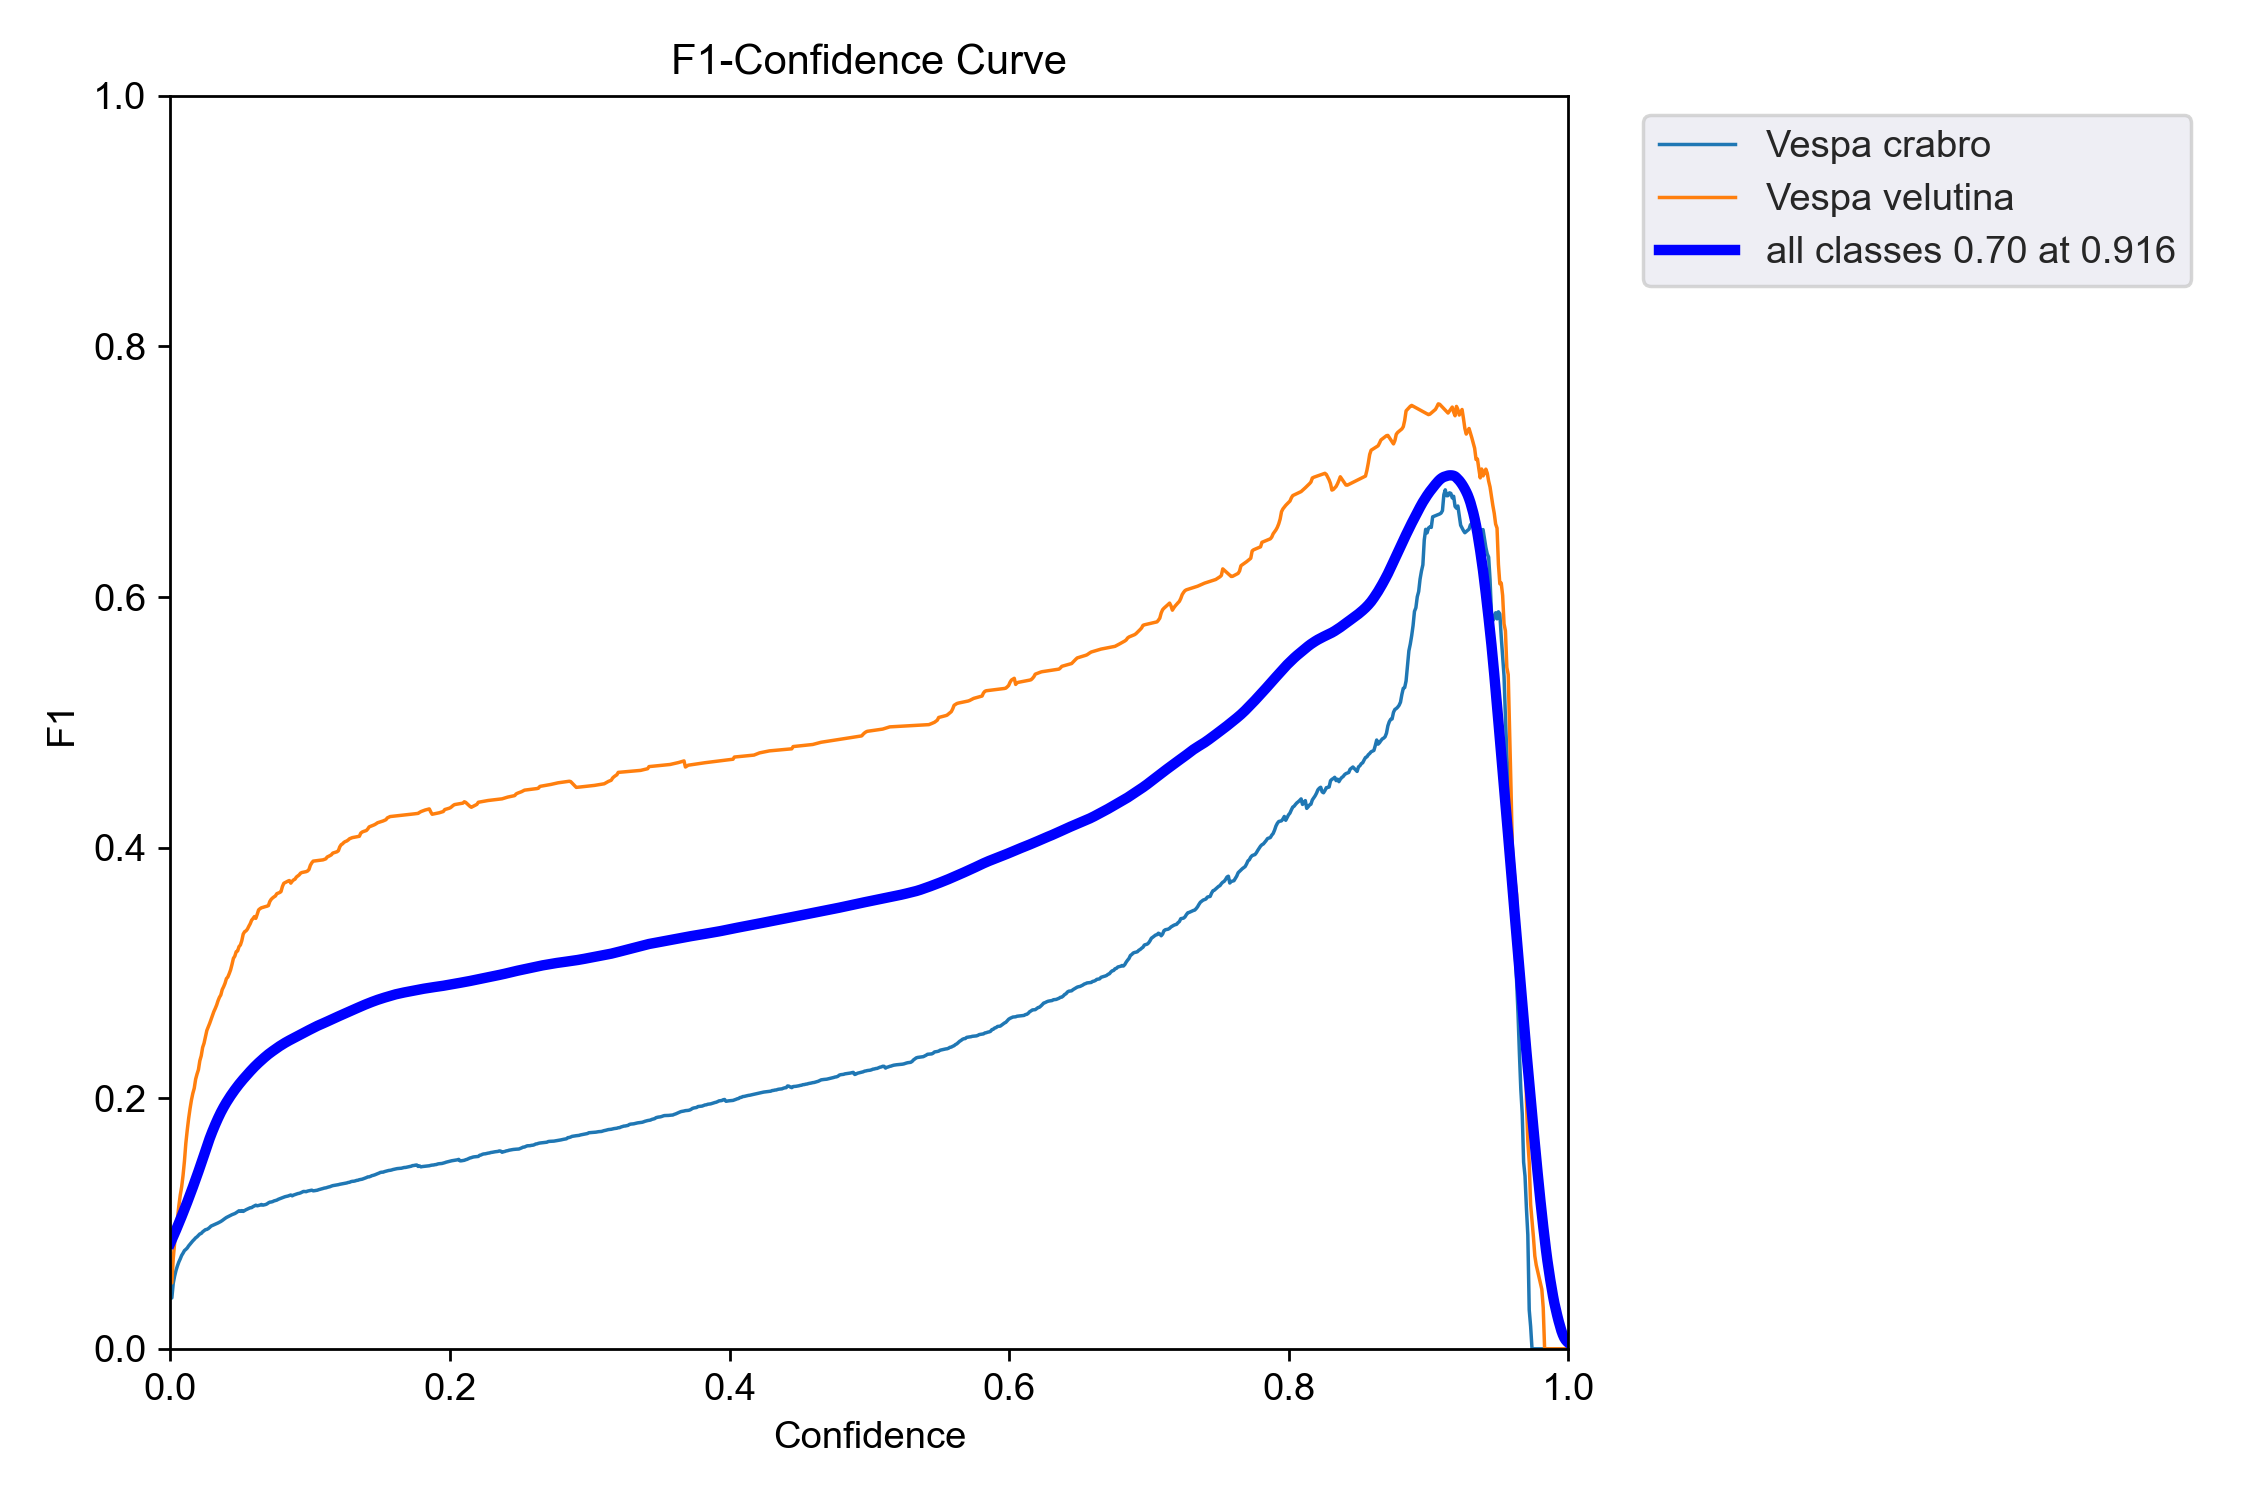 F1-Confidence Curve
1.0
0.8
0.6
0.4
0.2
0.0
F1
0.0 0.2 0.4 0.6 0.8 1.0
Confidence
Vespa crabro
Vespa velutina
all classes 0.70 at 0.916